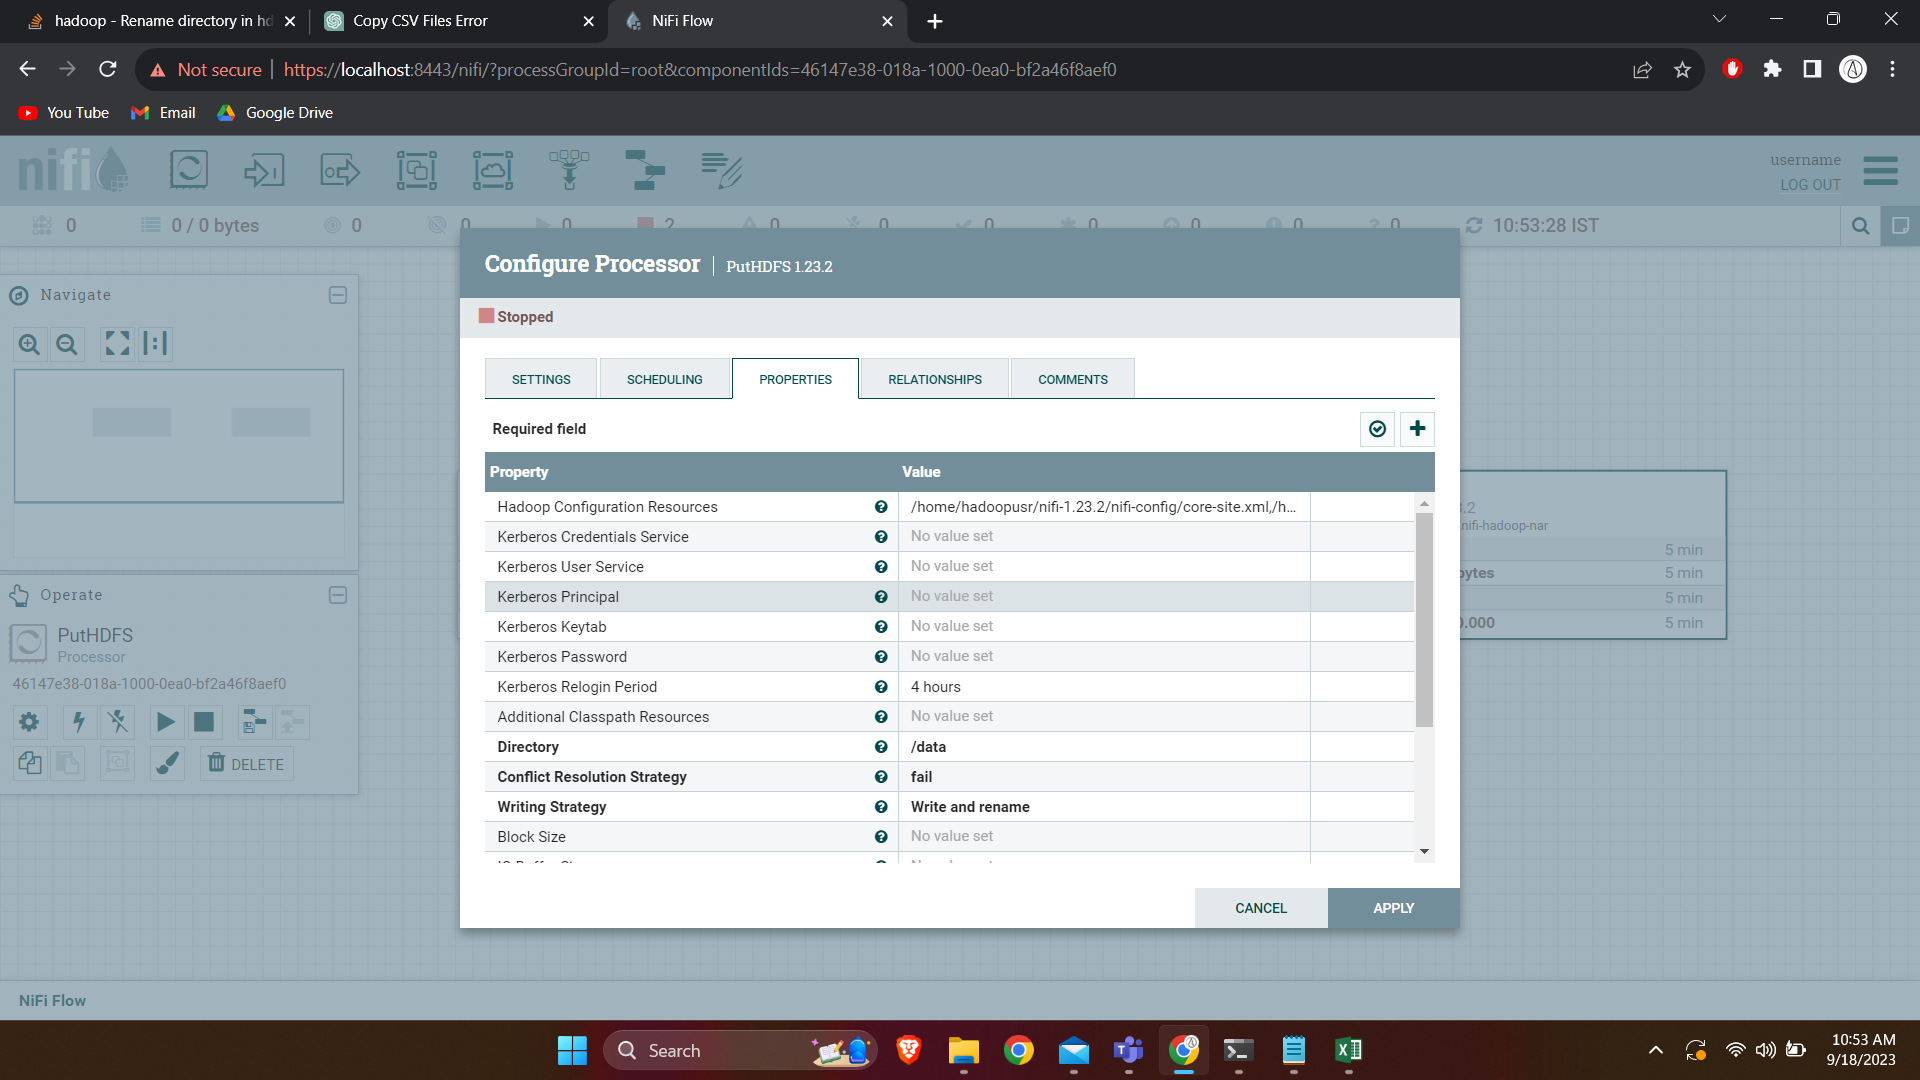 hadoop - Rename directory in hd
Copy CSV Files Error
NiFi Flow
Not secure
https://localhost:8443/nifi/?processGroupId=root&componentIds=46147e38-018a-1000-0ea0-bf2a46f8aef0
You Tube
Email
Google Drive
nifi
username
LOG OUT
0
0 / 0 bytes
0
0
0
2
0
0
0
0
0
0
0
10:53:28 IST
Configure Processor
PutHDFS 1.23.2
Stopped
SETTINGS
SCHEDULING
PROPERTIES
RELATIONSHIPS
COMMENTS
Required field
Property
Value
Hadoop Configuration Resources
/home/hadoopusr/nifi-1.23.2/nifi-config/core-site.xml,/h...
Kerberos Credentials Service
No value set
Kerberos User Service
No value set
Kerberos Principal
No value set
Kerberos Keytab
No value set
Kerberos Password
No value set
Kerberos Relogin Period
4 hours
Additional Classpath Resources
No value set
Directory
/data
Conflict Resolution Strategy
fail
Writing Strategy
Write and rename
Block Size
No value set
CANCEL
APPLY
Navigate
Operate
PutHDFS
Processor
46147e38-018a-1000-0ea0-bf2a46f8aef0
DELETE
.2
nifi-hadoop-nar
5 min
bytes
5 min
5 min
0.000
5 min
NiFi Flow
Search
10:53 AM
9/18/2023